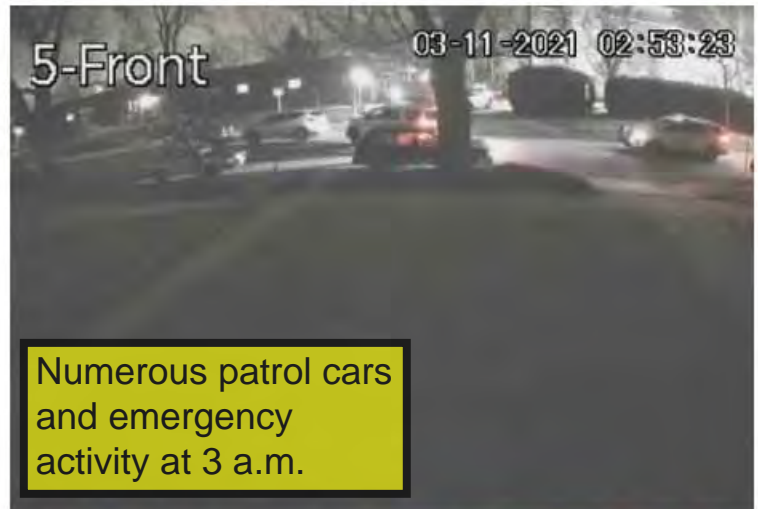 5-Front
03-11-2021 02:53:23
Numerous patrol cars
and emergency
activity at 3 a.m.